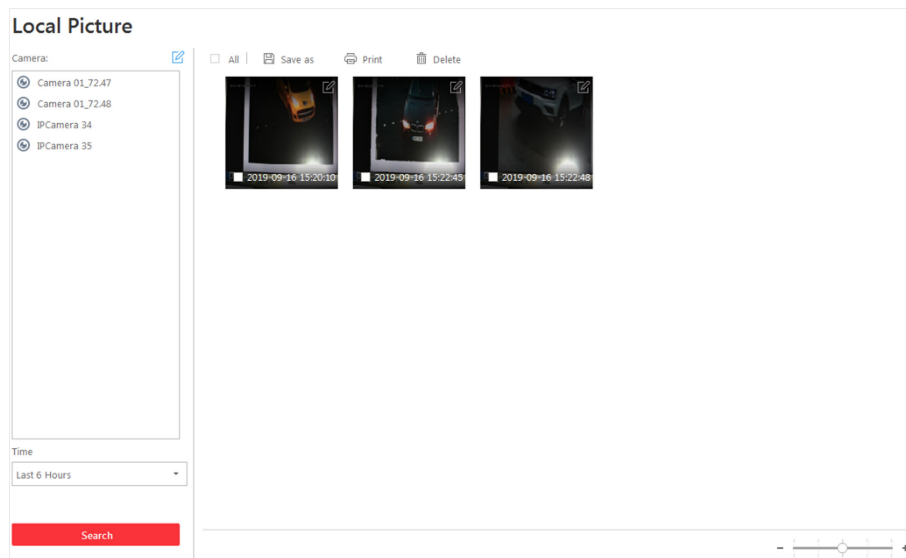 Local Picture
Camera:
Camera 01_72.47
Camera 01_72.48
IPCamera 34
IPCamera 35
Time
Last 6 Hours
Search
All
Save as
Print
Delete
2019-09-16 15:20:10
2019-09-16 15:22:45
2019-09-16 15:22:48